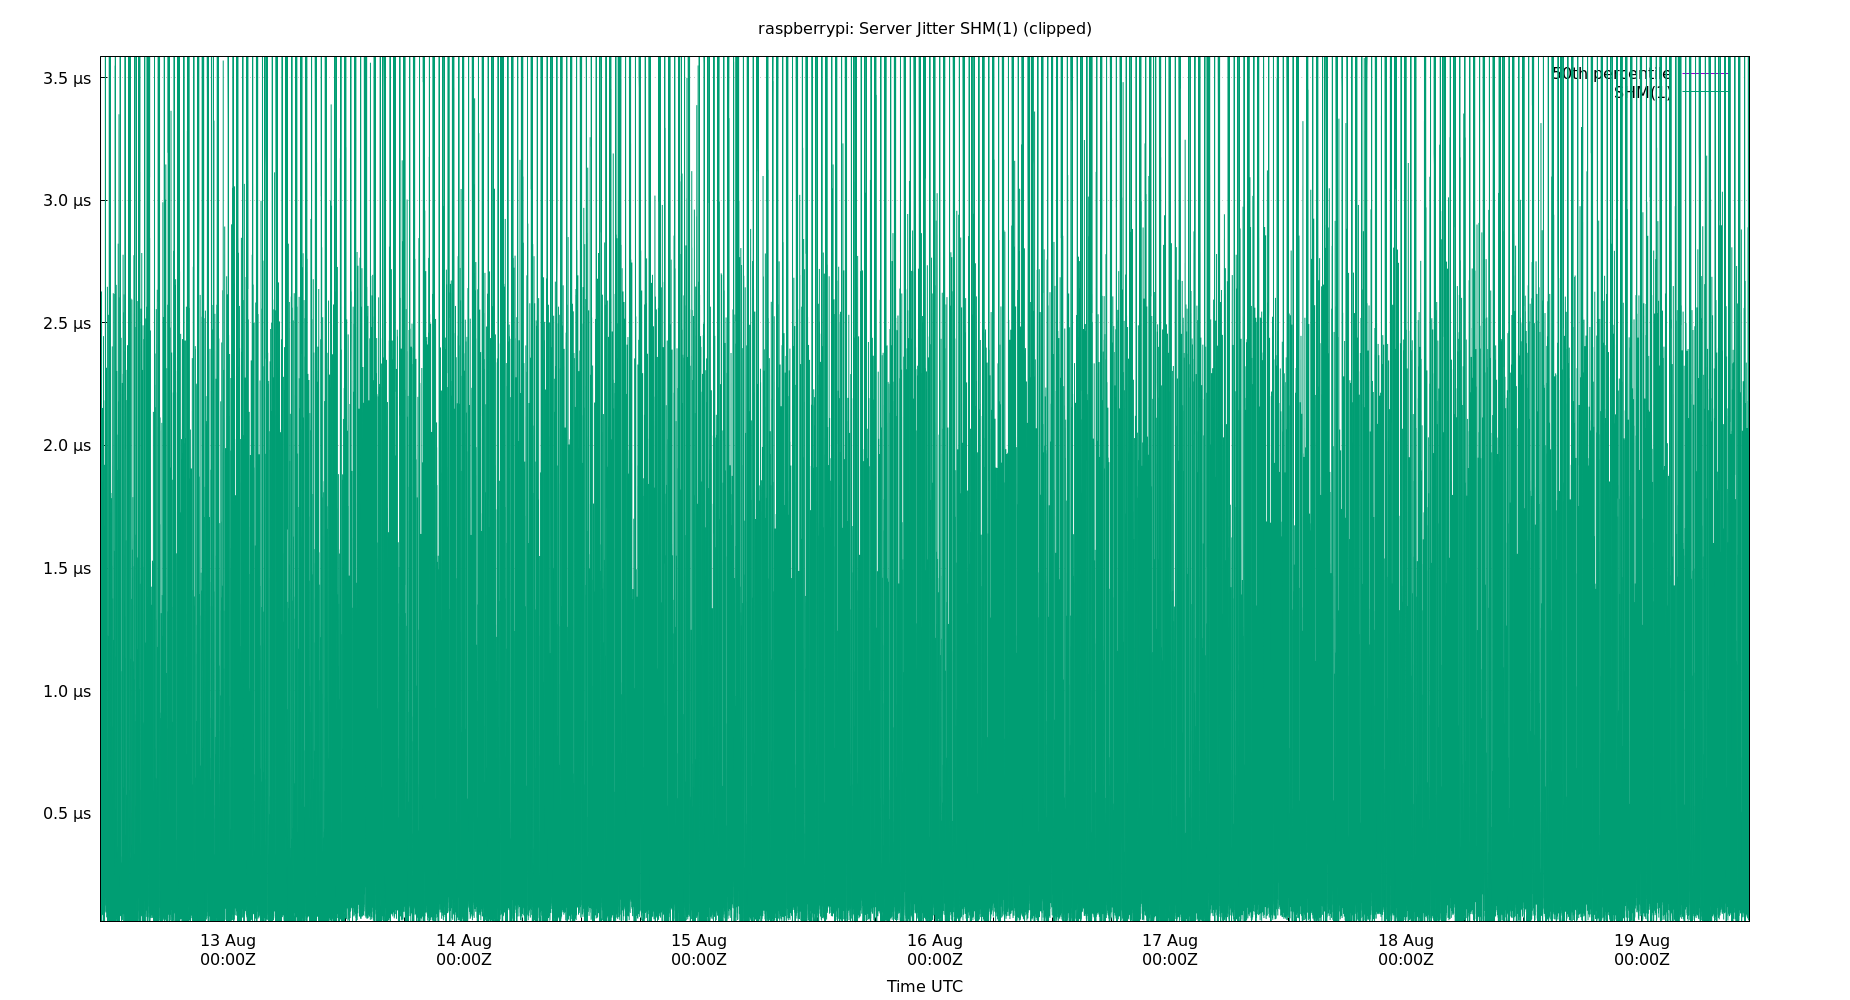 raspberrypi: Server Jitter SHM(1) (clipped)
50th percentile
SHM(1)
3.5 µs
3.0 µs
2.5 µs
2.0 µs
1.5 µs
1.0 µs
0.5 µs
13 Aug 14 Aug 15 Aug 16 Aug 17 Aug 18 Aug 19 Aug
00:00Z 00:00Z 00:00Z 00:00Z 00:00Z 00:00Z 00:00Z
Time UTC